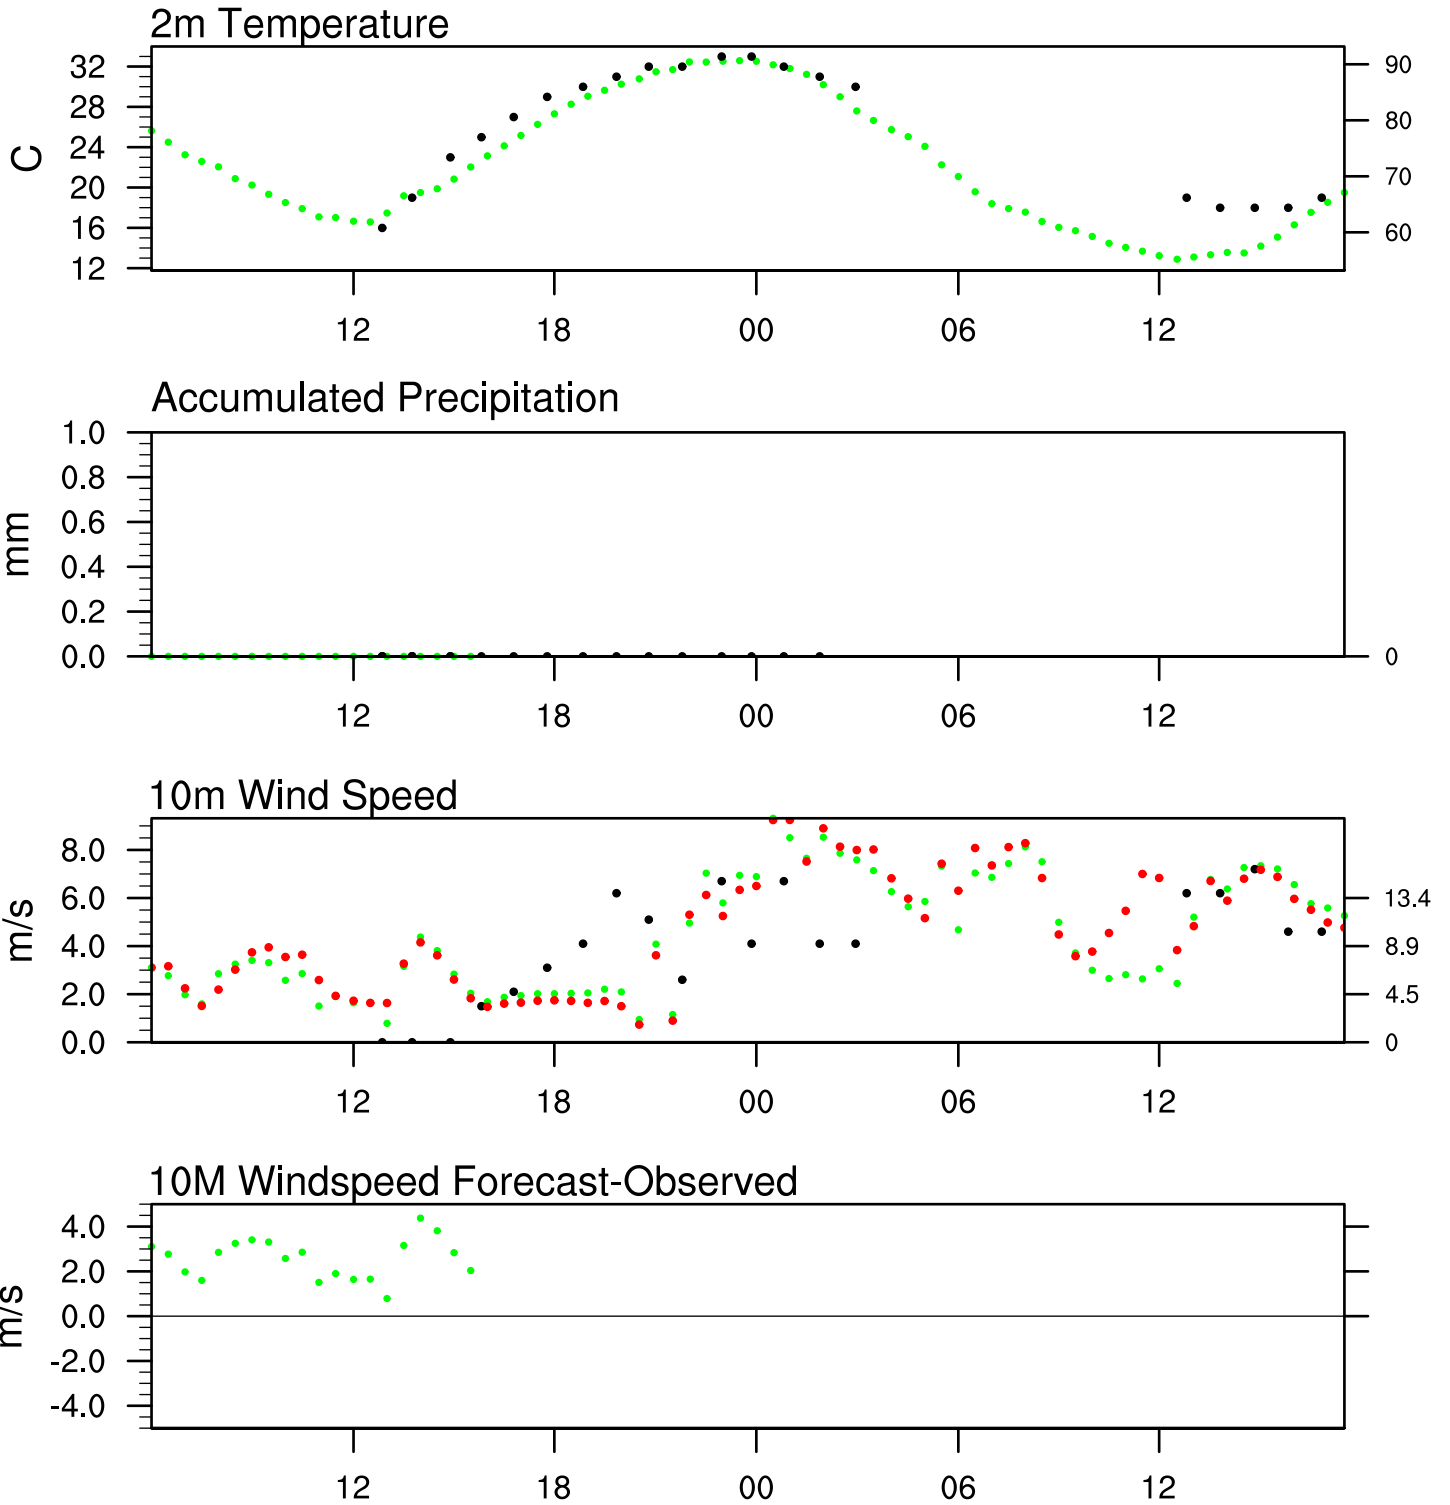 2m Temperature
32
28
24
20
16
12
C
90
80
70
60
12 18 00 06 12
Accumulated Precipitation
1.0
0.8
0.6
0.4
0.2
0.0
mm
0
12 18 00 06 12
10m Wind Speed
8.0
6.0
4.0
2.0
0.0
m/s
13.4
8.9
4.5
0
12 18 00 06 12
10M Windspeed Forecast-Observed
4.0
2.0
0.0
-2.0
-4.0
m/s
12 18 00 06 12